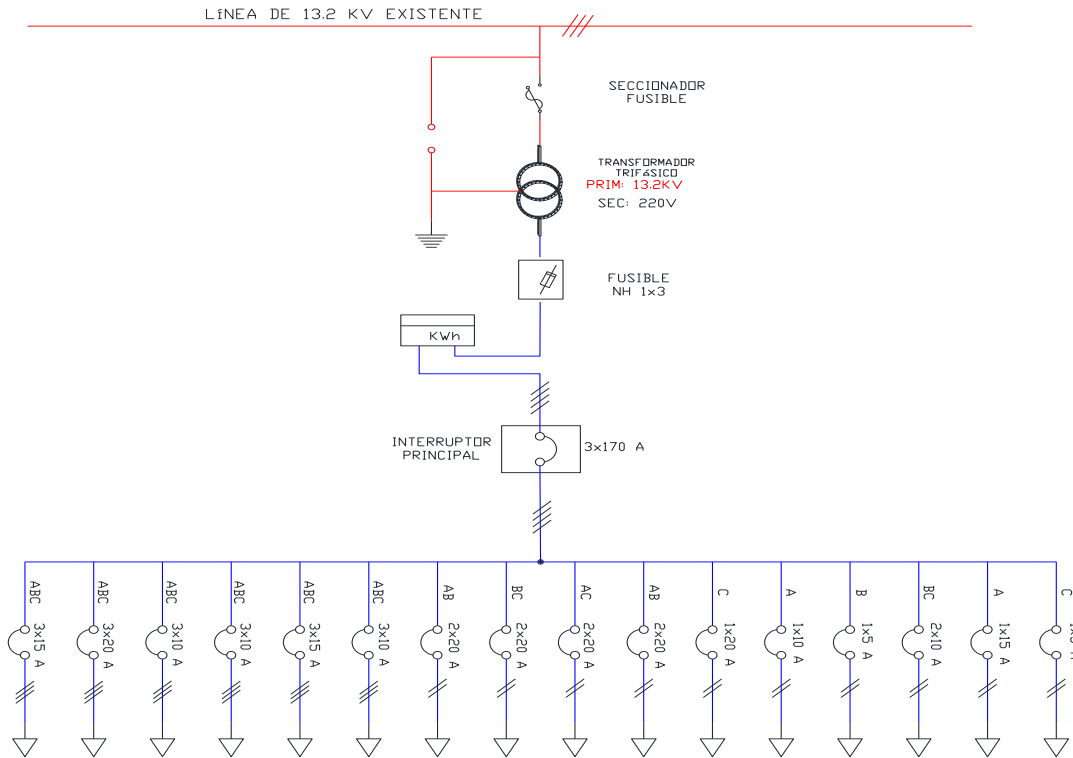 LíNEA DE 13.2 KV EXISTENTE
SECCIONADOR
FUSIBLE
TRANSFORMADOR
TRIFáSICO
PRIM: 13.2KV
SEC: 220V
FUSIBLE
NH 1x3
KWh
INTERRUPTOR
PRINCIPAL
3x170 A
ABC
ABC
ABC
ABC
ABC
ABC
AB
BC
AC
AB
C
A
B
BC
A
C
3x15 A
3x20 A
3x10 A
3x10 A
3x15 A
3x10 A
2x20 A
2x20 A
2x20 A
2x20 A
1x20 A
1x10 A
1x5 A
2x10 A
1x15 A